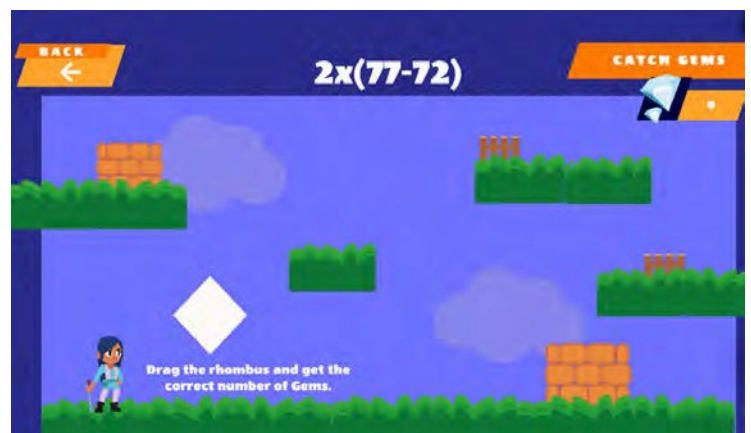 BACK
2x(77-72)
CATCH GEMS
Drag the rhombus and get the
correct number of Gems.